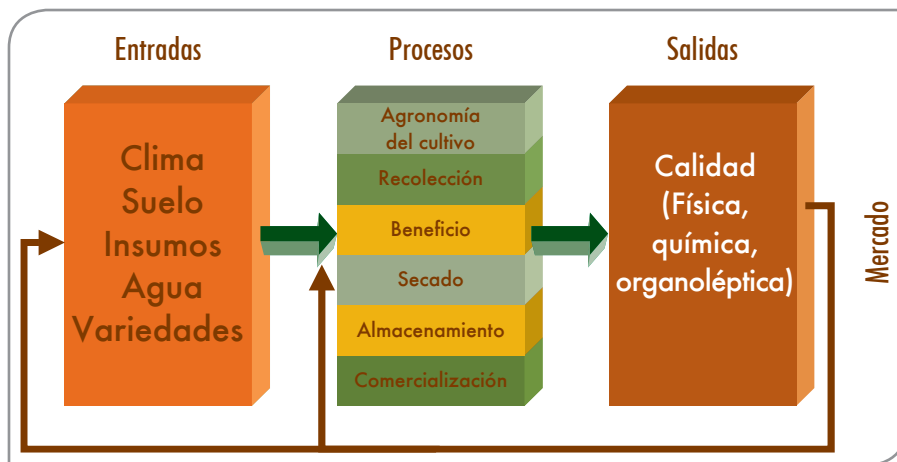 Entradas
Procesos
Salidas
Clima
Suelo
Insumos
Agua
Variedades
Agronomía
del cultivo
Recolección
Beneficio
Secado
Almacenamiento
Comercialización
Calidad
(Física,
química,
organoléptica)
Mercado